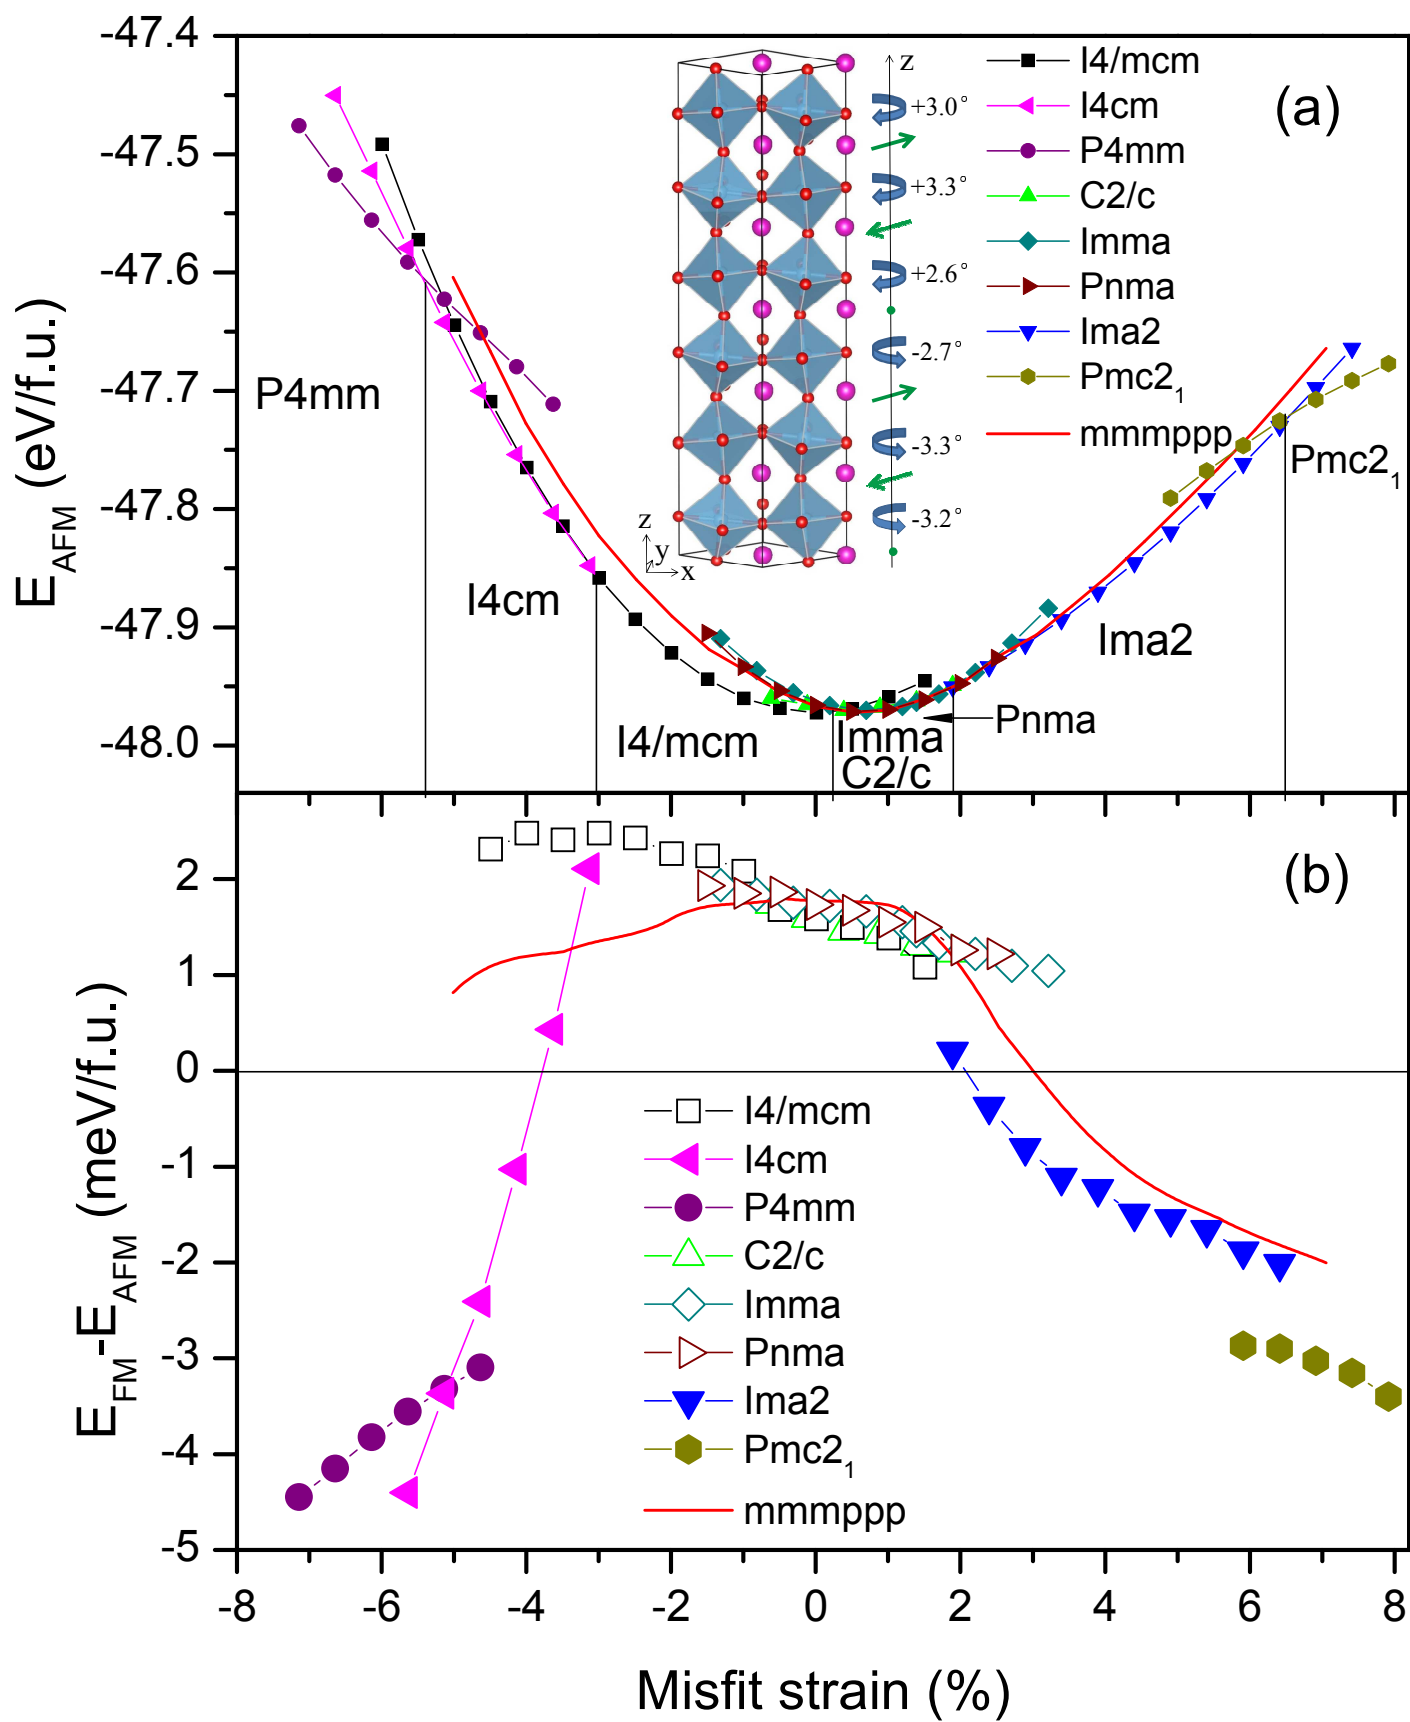 -47.4
-47.5
-47.6
-47.7
-47.8
-47.9
-48.0
E_AFM (eV/f.u.)
(a)
I4/mcm
I4cm
P4mm
C2/c
Imma
Pnma
Ima2
Pmc2₁
mmmppp
z
+3.0°
+3.3°
+2.6°
-2.7°
-3.3°
-3.2°
z
y
x
P4mm
I4cm
I4/mcm
Imma
C2/c
Pnma
Ima2
Pmc2₁
(b)
2
1
0
-1
-2
-3
-4
-5
E_FM-E_AFM (meV/f.u.)
I4/mcm
I4cm
P4mm
C2/c
Imma
Pnma
Ima2
Pmc2₁
mmmppp
-8 -6 -4 -2 0 2 4 6 8
Misfit strain (%)